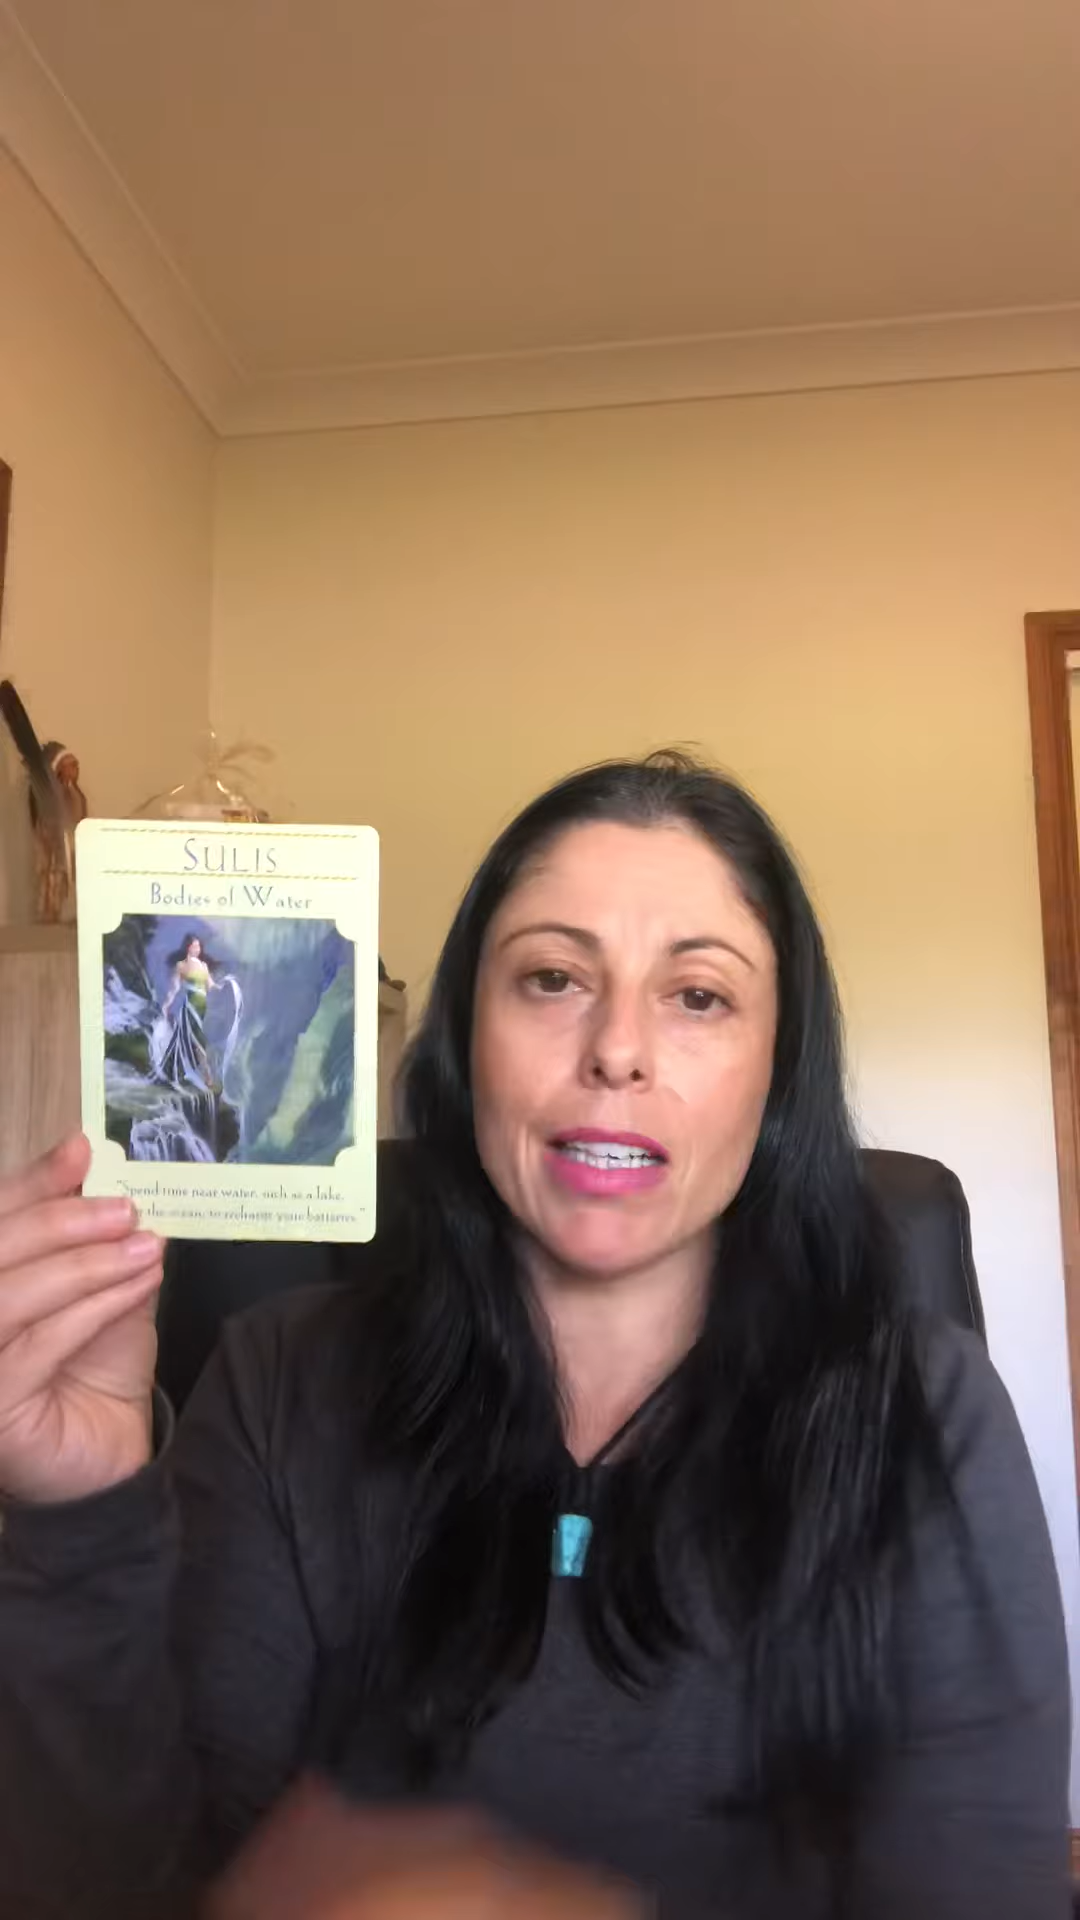 SULIS
Bodies of Water
"Spend time near water, such as a lake,
the ocean, to recharge your batteries."